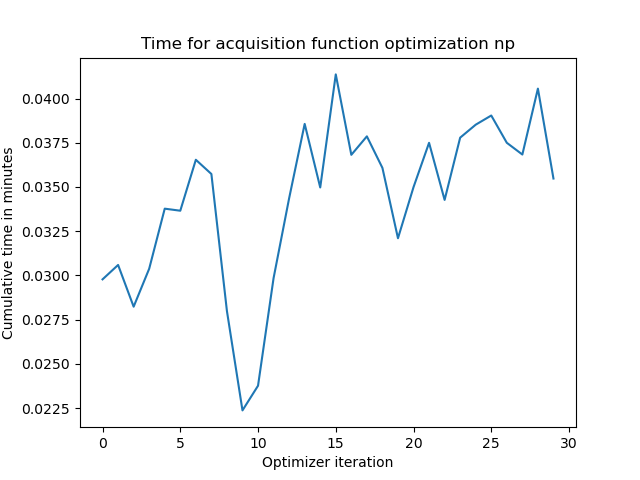 Time for acquisition function optimization np
Cumulative time in minutes
0.0400
0.0375
0.0350
0.0325
0.0300
0.0275
0.0250
0.0225
0 5 10 15 20 25 30
Optimizer iteration